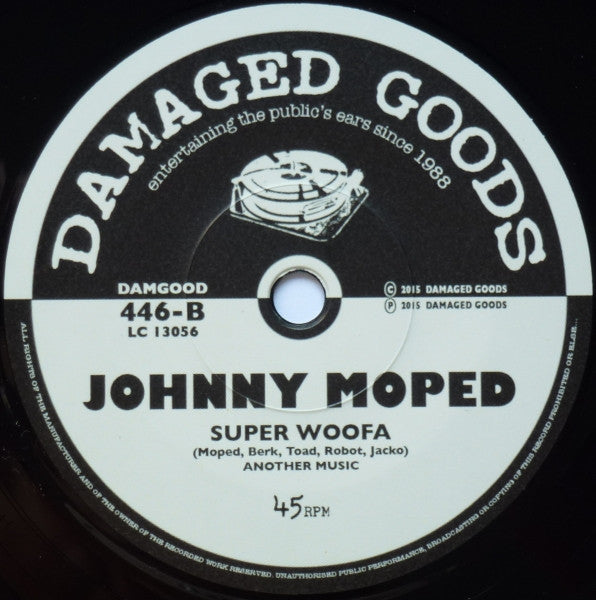 DAMAGED GOODS
entertaining the public's ears since 1988
DAMGOOD
446-B
LC 13056
Ⓒ 2015 DAMAGED GOODS
Ⓟ 2015 DAMAGED GOODS
JOHNNY MOPED
SUPER WOOFA
(Moped, Berk, Toad, Robot, Jacko)
ANOTHER MUSIC
45 RPM
ALL RIGHTS OF THE MANUFACTURER AND OF THE OWNER OF THE RECORDED WORK RESERVED. UNAUTHORISED PUBLIC PERFORMANCE, BROADCASTING OR COPYING OF THIS RECORD PROHIBITED OR ELSE...